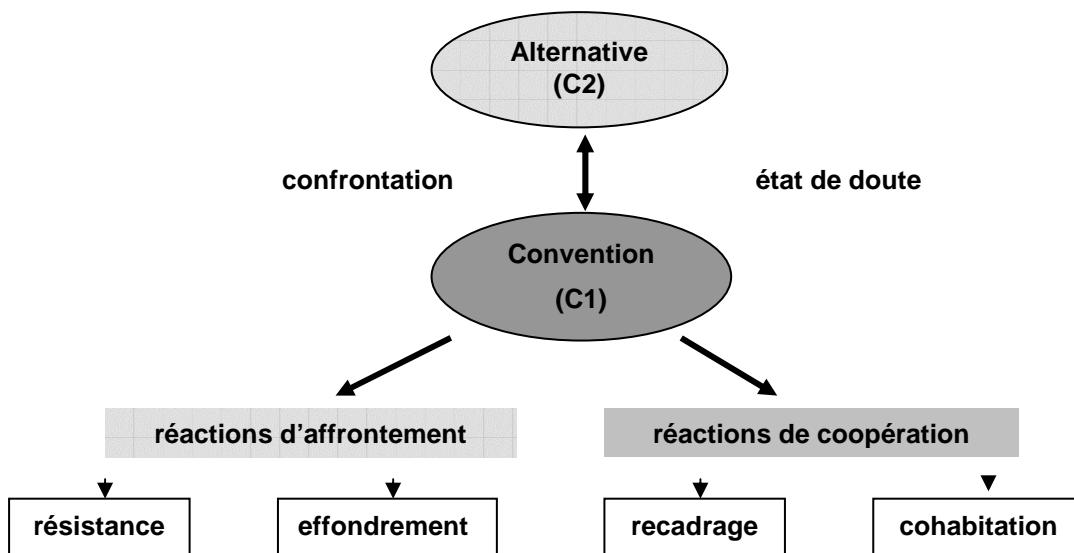 Alternative
(C2)
confrontation
état de doute
Convention
(C1)
réactions d’affrontement
réactions de coopération
résistance
effondrement
recadrage
cohabitation